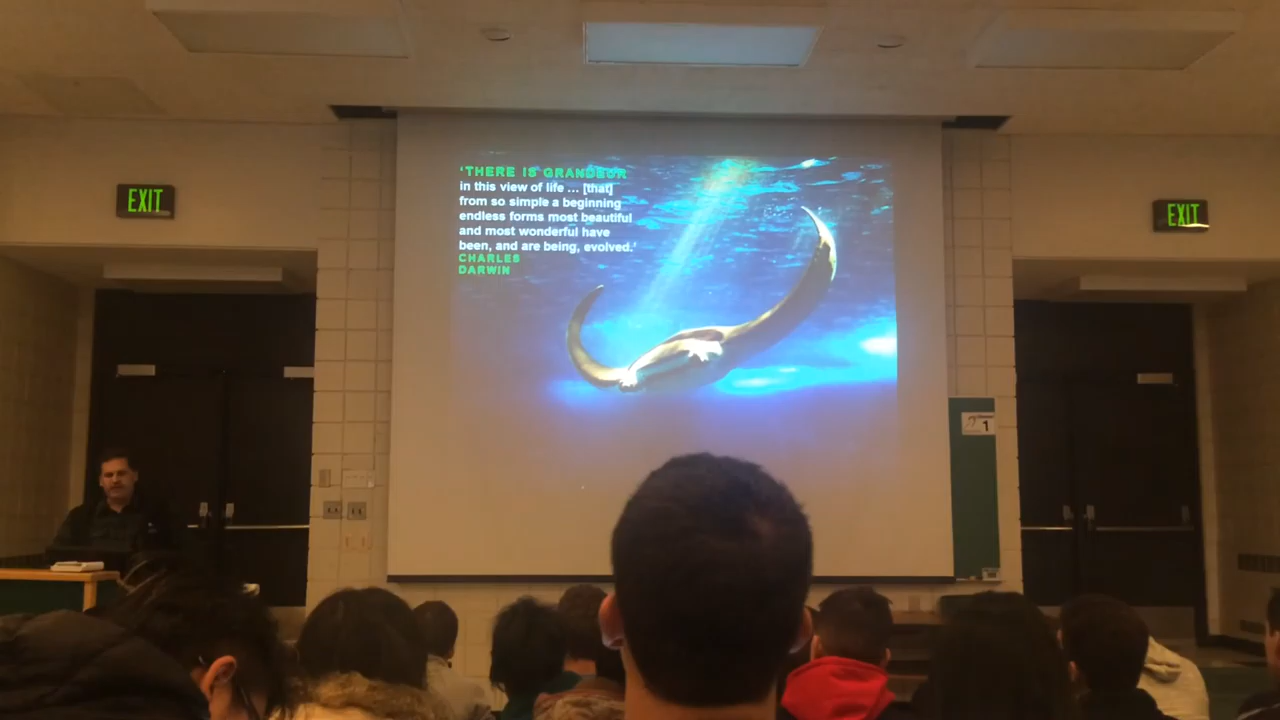 'THERE IS GRANDEUR
in this view of life ... [that]
from so simple a beginning
endless forms most beautiful
and most wonderful have
been, and are being, evolved.'
CHARLES
DARWIN
EXIT
EXIT
1